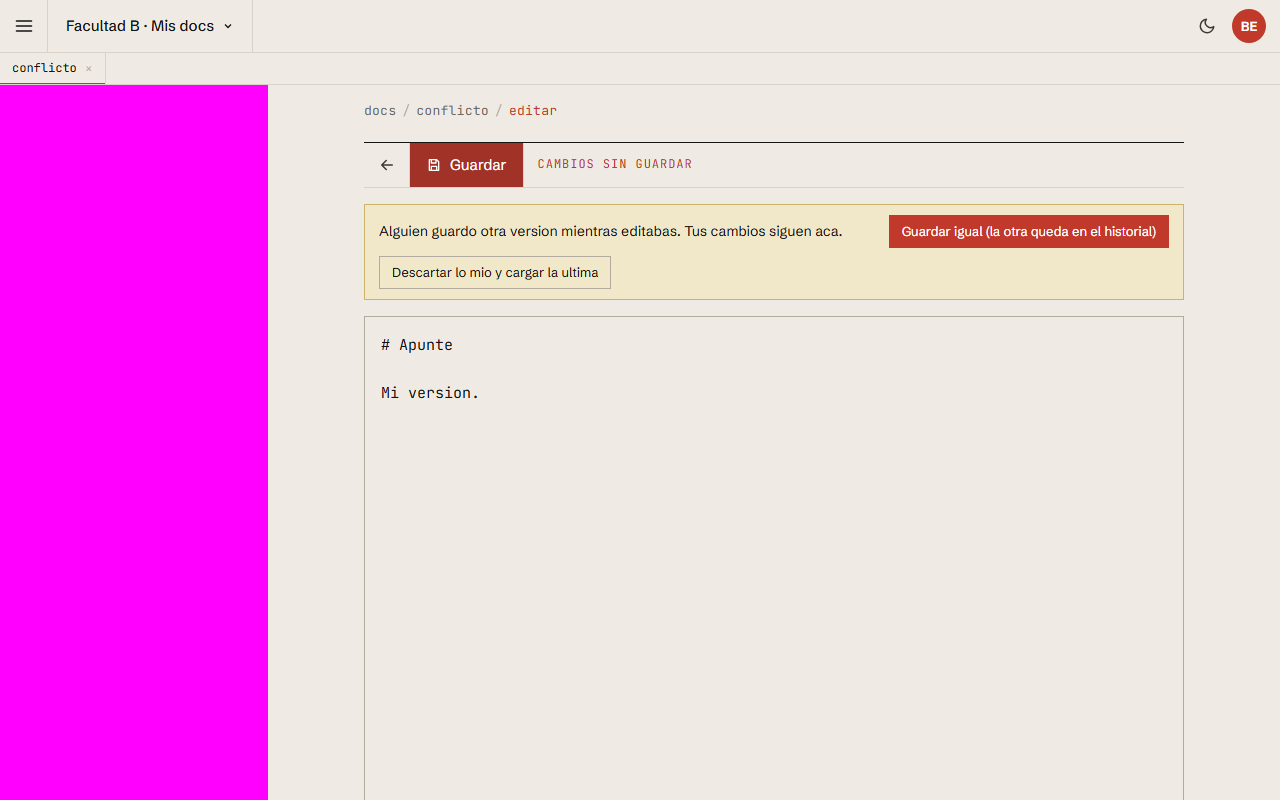 Facultad B · Mis docs
BE
conflicto ×
docs / conflicto / editar
Guardar
CAMBIOS SIN GUARDAR
Alguien guardo otra version mientras editabas. Tus cambios siguen aca.
Guardar igual (la otra queda en el historial)
Descartar lo mio y cargar la ultima
# Apunte
Mi version.